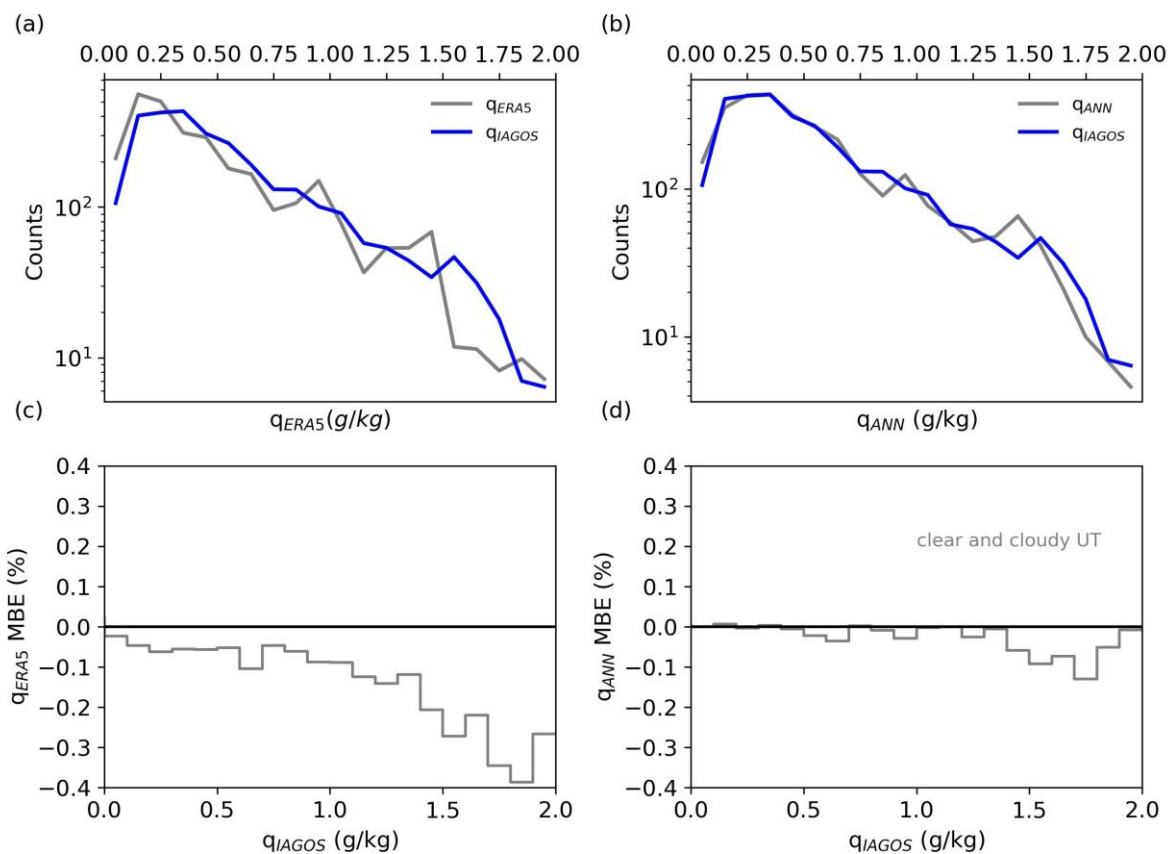 (a)
0.00 0.25 0.50 0.75 1.00 1.25 1.50 1.75 2.00
q_ERA5
q_IAGOS
10^2
10^1
Counts
q_ERA5(g/kg)
(b)
0.00 0.25 0.50 0.75 1.00 1.25 1.50 1.75 2.00
q_ANN
q_IAGOS
10^2
10^1
Counts
q_ANN (g/kg)
(c)
0.4
0.3
0.2
0.1
0.0
−0.1
−0.2
−0.3
−0.4
q_ERA5 MBE (%)
0.0 0.5 1.0 1.5 2.0
q_IAGOS (g/kg)
(d)
0.4
0.3
0.2
0.1
0.0
−0.1
−0.2
−0.3
−0.4
q_ANN MBE (%)
clear and cloudy UT
0.0 0.5 1.0 1.5 2.0
q_IAGOS (g/kg)